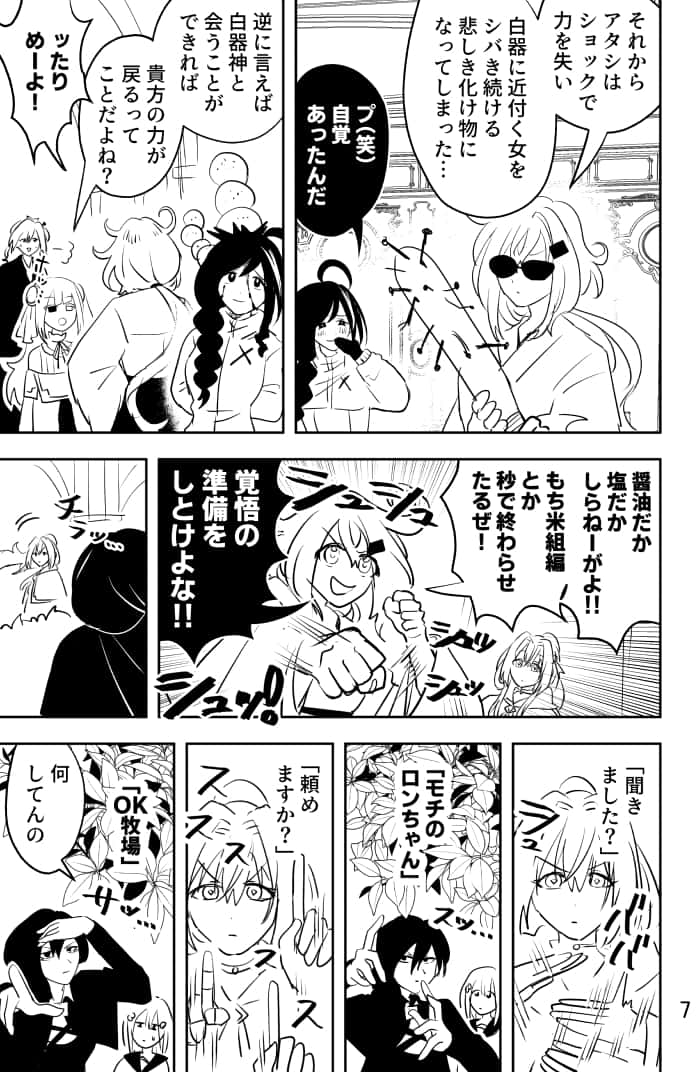 それから
アタシは
ショックで
力を失い
白器に近付く女を
シバき続ける
悲しき化け物に
なってしまった…
プ(笑)
自覚
あったんだ
逆に言えば
白器神と
会うことが
できれば
貴方の力が
戻るって
ことだよね?
ッたり
めーよ!
醤油だか
塩だか
しらねーがよ!!
もち米組編
とか
秒で終わらせ
たるぜ!
シュッ
シュッ
シュッ
シュッ
シュッ!
覚悟の
準備を
しとけよな!!
チラッ
「聞き
ました?」
シュッ
バババ
「モチの
ロンちゃん」
スッ…
「頼め
ますか?」
スススス
「OK牧場」
サッ…
何
してんの
7